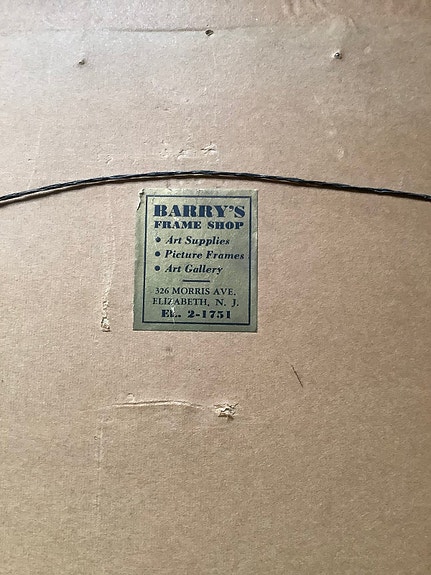 BARRY'S
FRAME SHOP
• Art Supplies
• Picture Frames
• Art Gallery
326 MORRIS AVE.
ELIZABETH, N. J.
EL. 2-1751